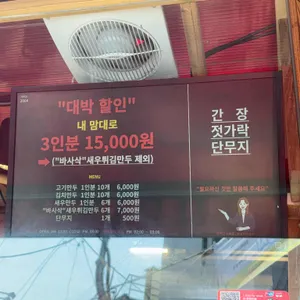 "대박 할인"
내 맘대로
3인분 15,000원
➡ ("바사삭"새우튀김만두 제외)
MENU
고기만두 1인분 10개 6,000원
김치만두 1인분 10개 6,000원
새우만두 1인분 6개 6,000원
"바사삭"새우튀김만두 6개 7,000원
단무지 1개 500원
간 장
젓가락
단무지